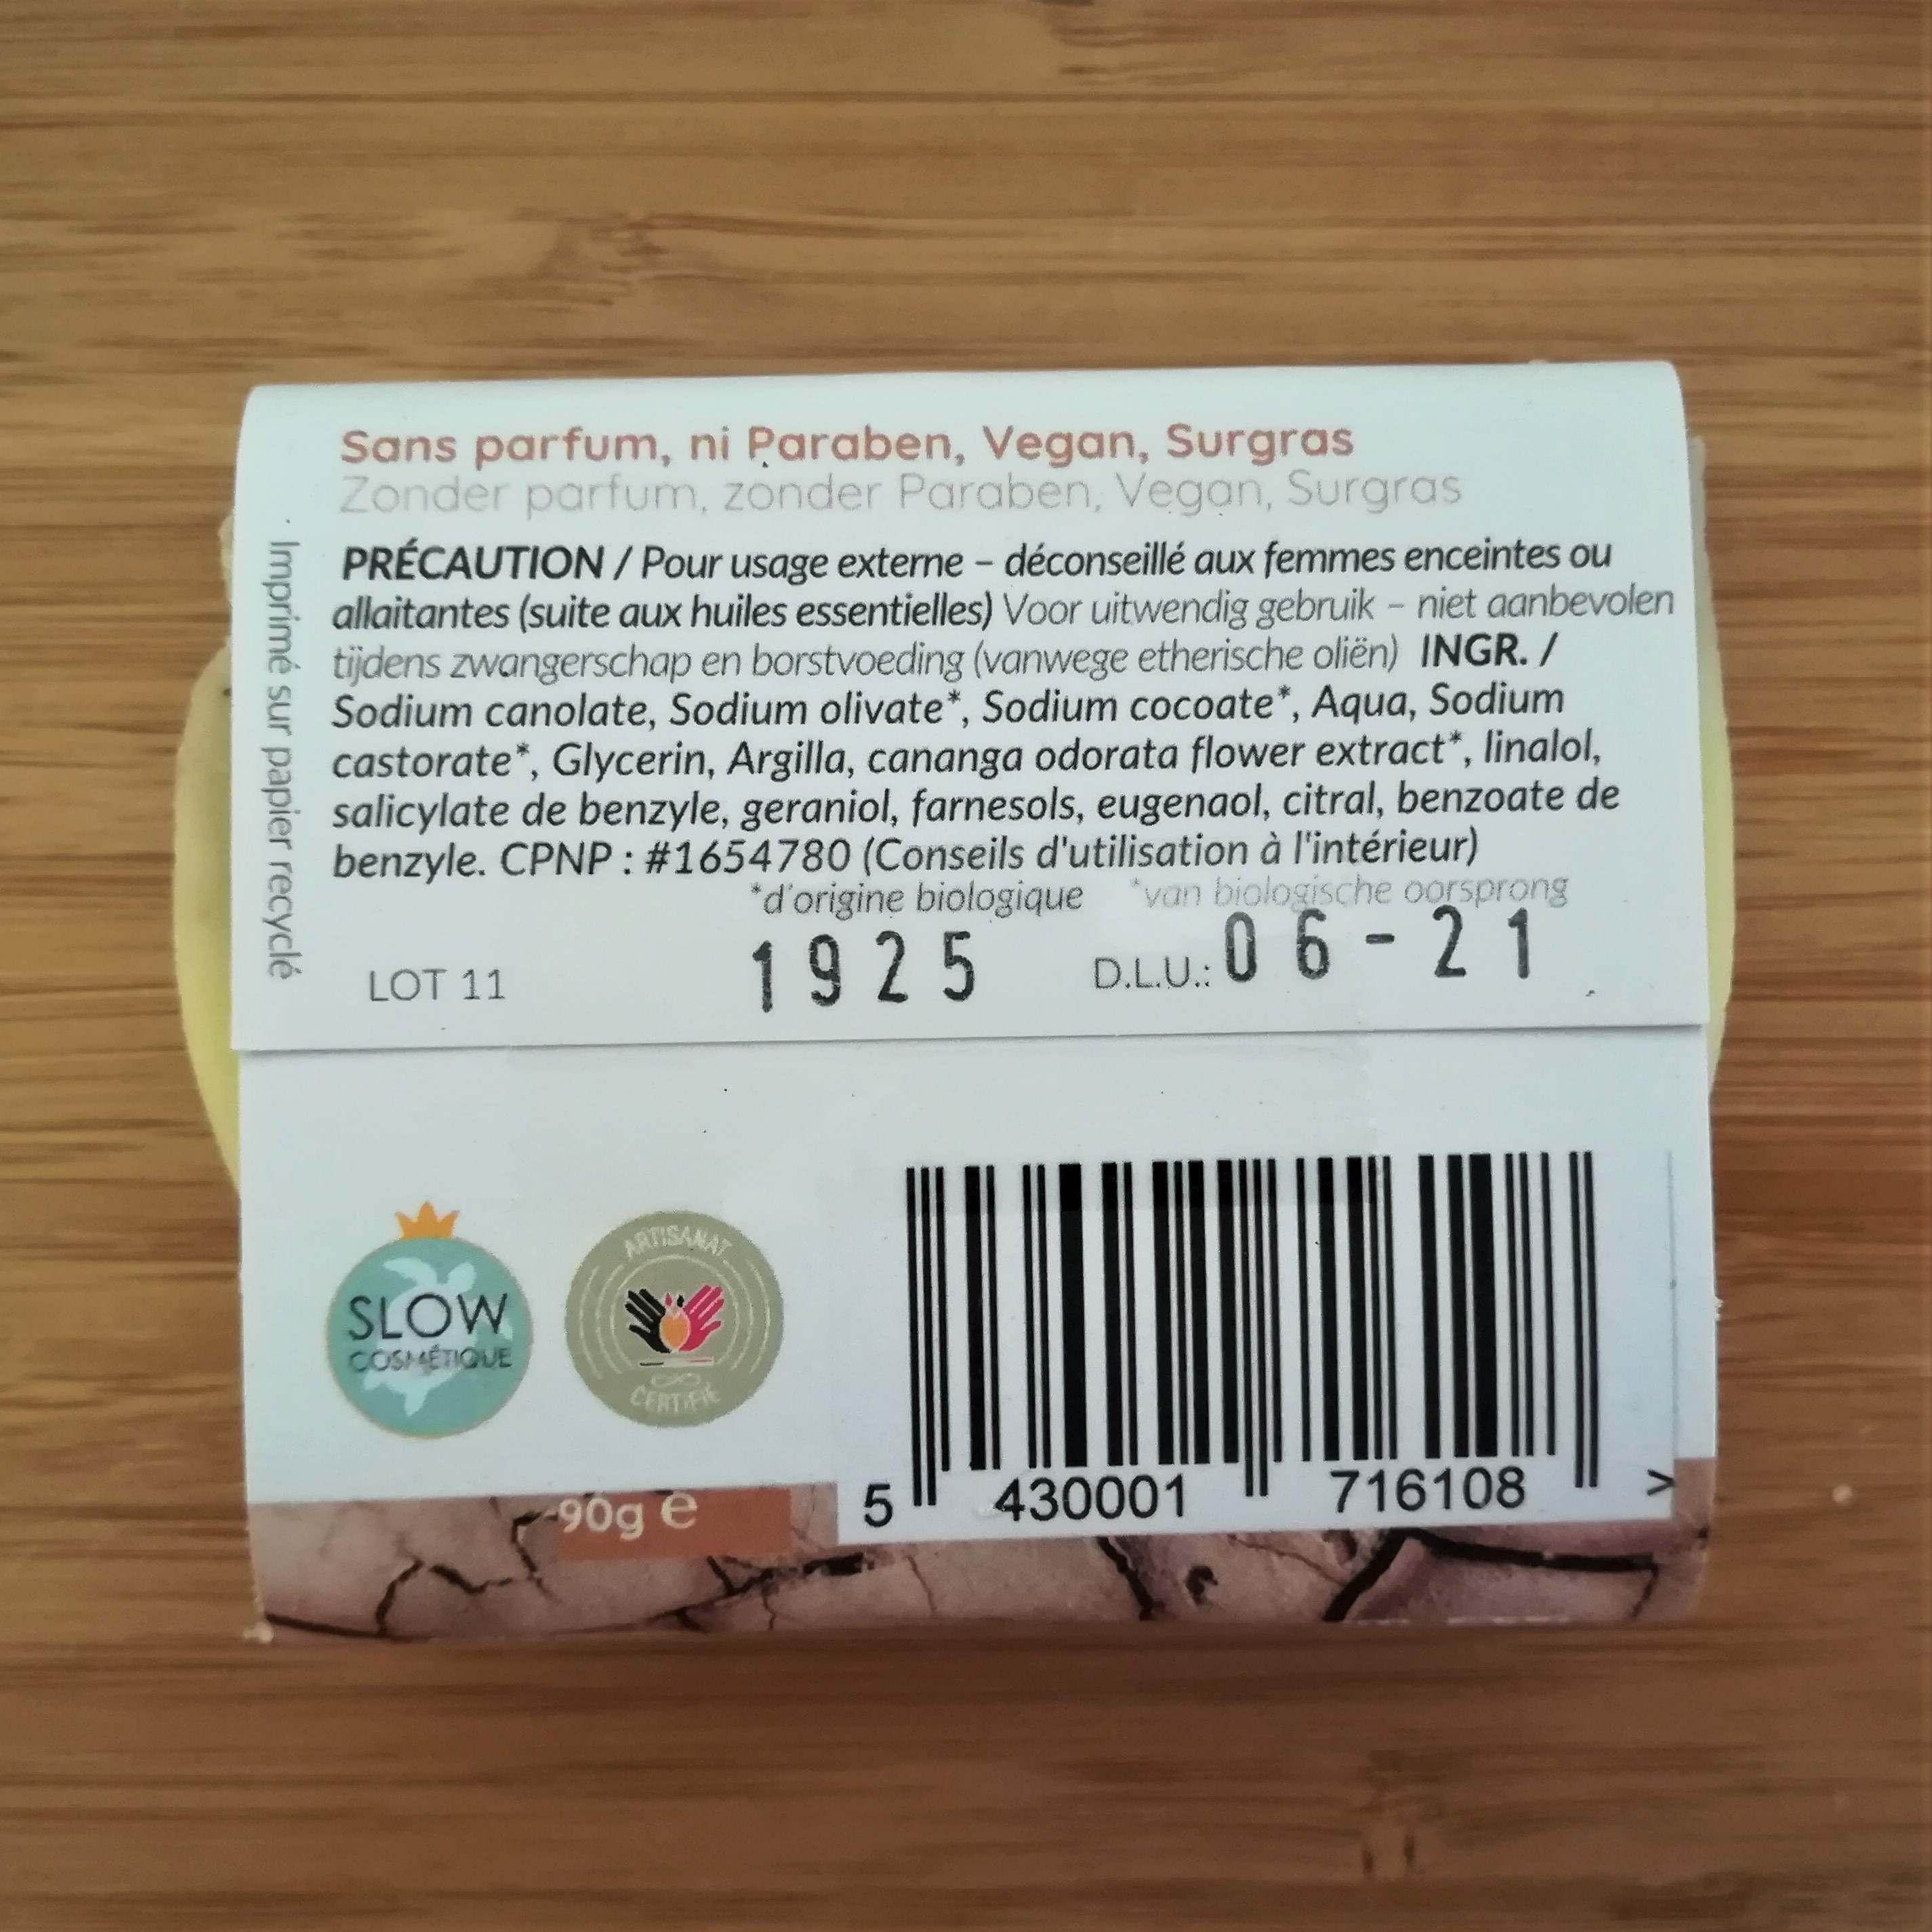 Sans parfum, ni Paraben, Vegan, Surgras
Zonder parfum, zonder Paraben, Vegan, Surgras
PRÉCAUTION / Pour usage externe – déconseillé aux femmes enceintes ou
allaitantes (suite aux huiles essentielles) Voor uitwendig gebruik – niet aanbevolen
tijdens zwangerschap en borstvoeding (vanwege etherische oliën) INGR. /
Sodium canolate, Sodium olivate*, Sodium cocoate*, Aqua, Sodium
castorate*, Glycerin, Argilla, cananga odorata flower extract*, linalol,
salicylate de benzyle, geraniol, farnesols, eugenaol, citral, benzoate de
benzyle. CPNP : #1654780 (Conseils d'utilisation à l'intérieur)
*d'origine biologique *van biologische oorsprong
LOT 11 1925 D.L.U.: 06-21
Imprimé sur papier recyclé
SLOW
COSMÉTIQUE
ARTISANAT
CERTIFIÉ
90g e
5 430001 716108 >